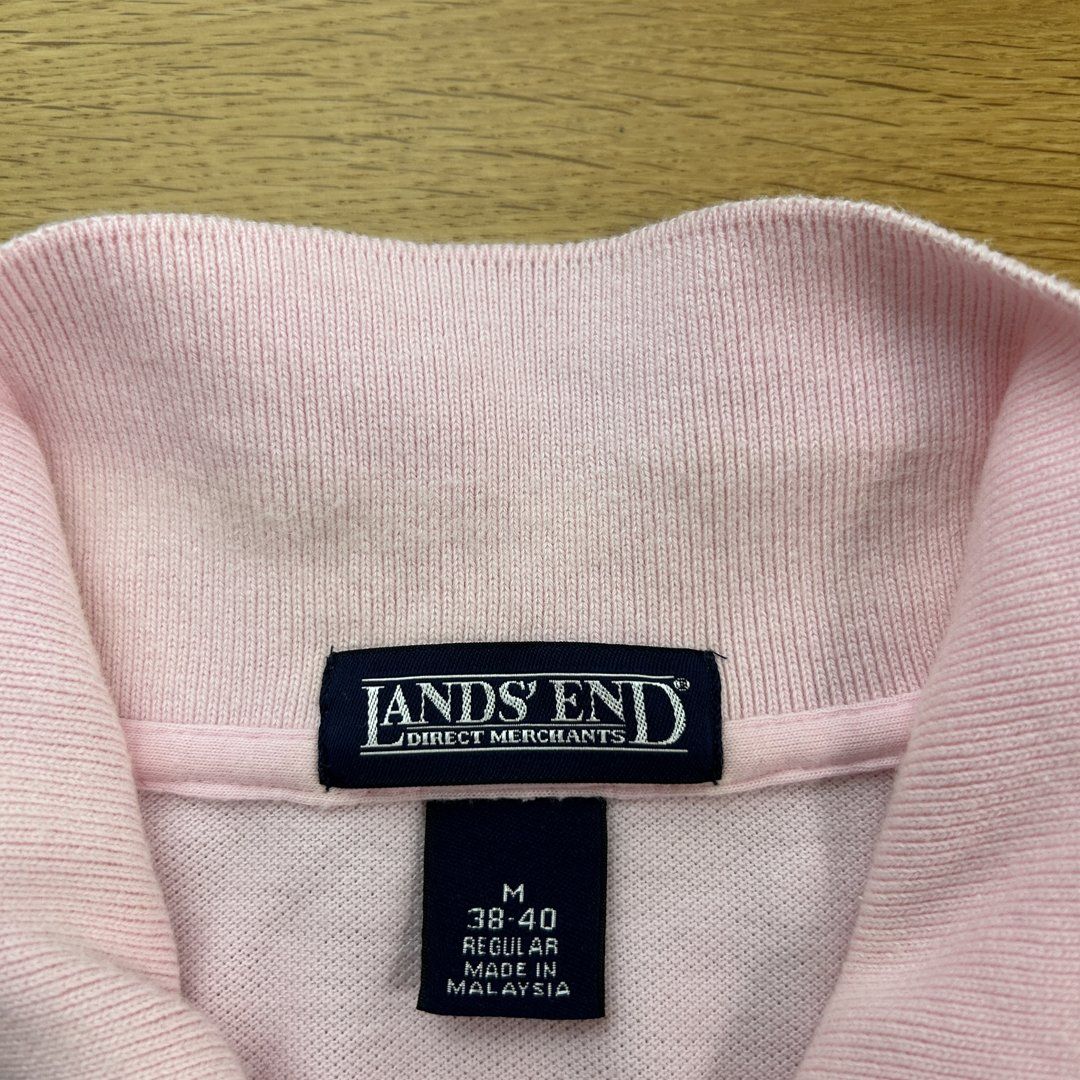 LANDS' END®
DIRECT MERCHANTS
M
38-40
REGULAR
MADE IN
MALAYSIA